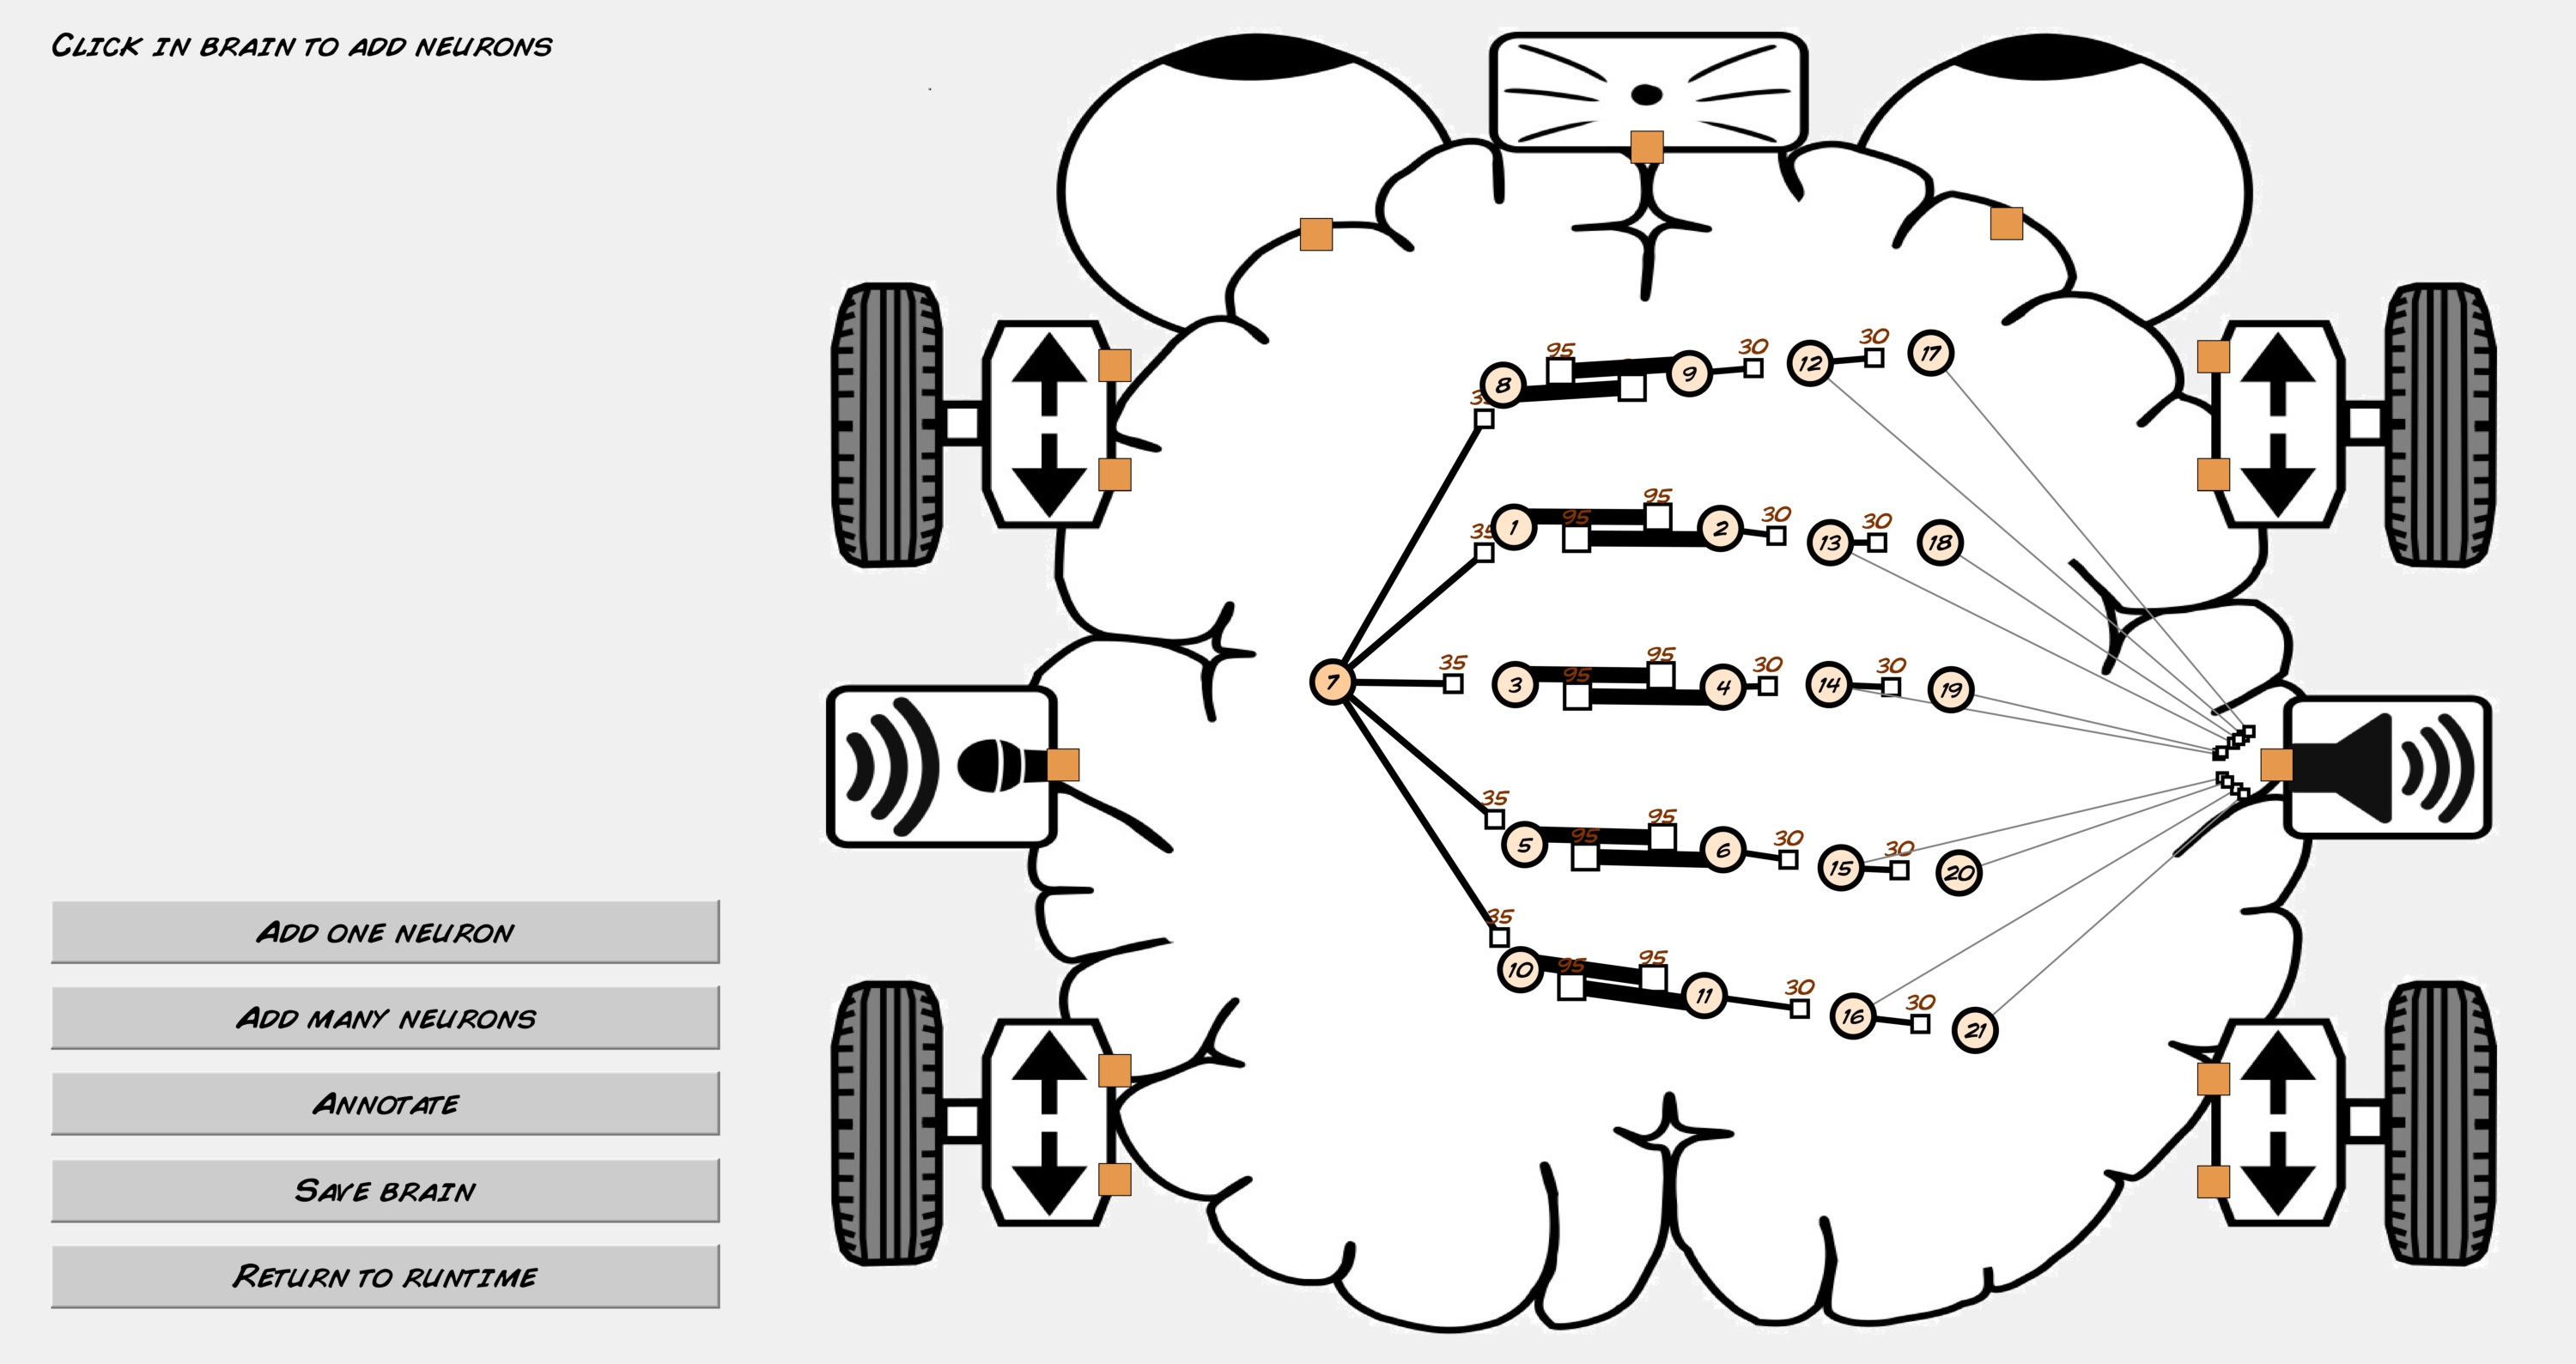 Click in brain to add neurons
95 30 30
8 9 12 17
35
95 30 30
35 1 95 2 13 18
35 95 30 30
7 3 95 4 14 19
35 95 30 30
5 95 6 15 20
35 95 95 30 30
10 11 16 21
Add one neuron
Add many neurons
Annotate
Save brain
Return to runtime